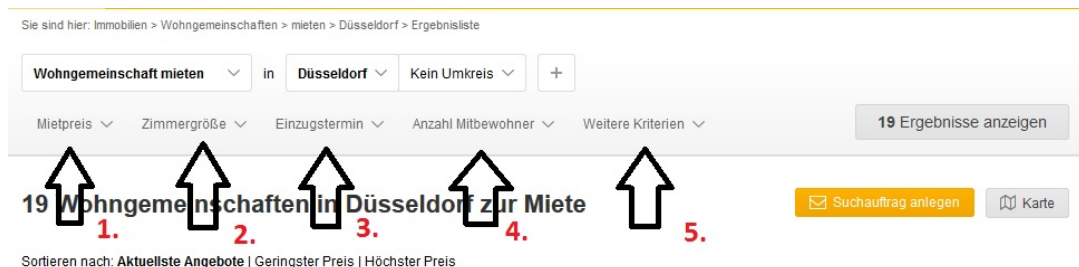 Sie sind hier: Immobilien > Wohngemeinschaften > mieten > Düsseldorf > Ergebnisliste
Wohngemeinschaft mieten in Düsseldorf Kein Umkreis +
Mietpreis Zimmergröße Einzugstermin Anzahl Mitbewohner Weitere Kriterien 19 Ergebnisse anzeigen
19 Wohngemeinschaften in Düsseldorf zur Miete Suchauftrag anlegen Karte
1. 2. 3. 4. 5.
Sortieren nach: Aktuellste Angebote | Geringster Preis | Höchster Preis